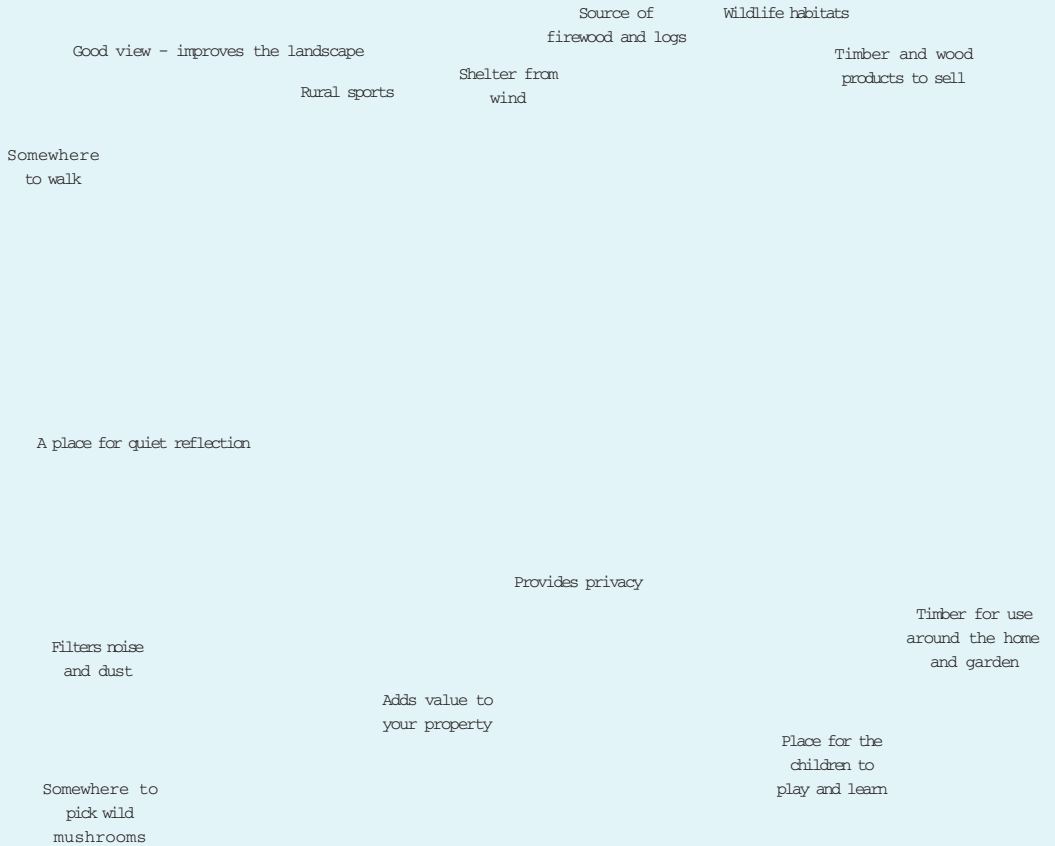 Source of
firewood and logs
Wildlife habitats
Good view – improves the landscape
Timber and wood
products to sell
Shelter from
wind
Rural sports
Somewhere
to walk
A place for quiet reflection
Provides privacy
Timber for use
around the home
and garden
Filters noise
and dust
Adds value to
your property
Place for the
children to
play and learn
Somewhere to
pick wild
mushrooms